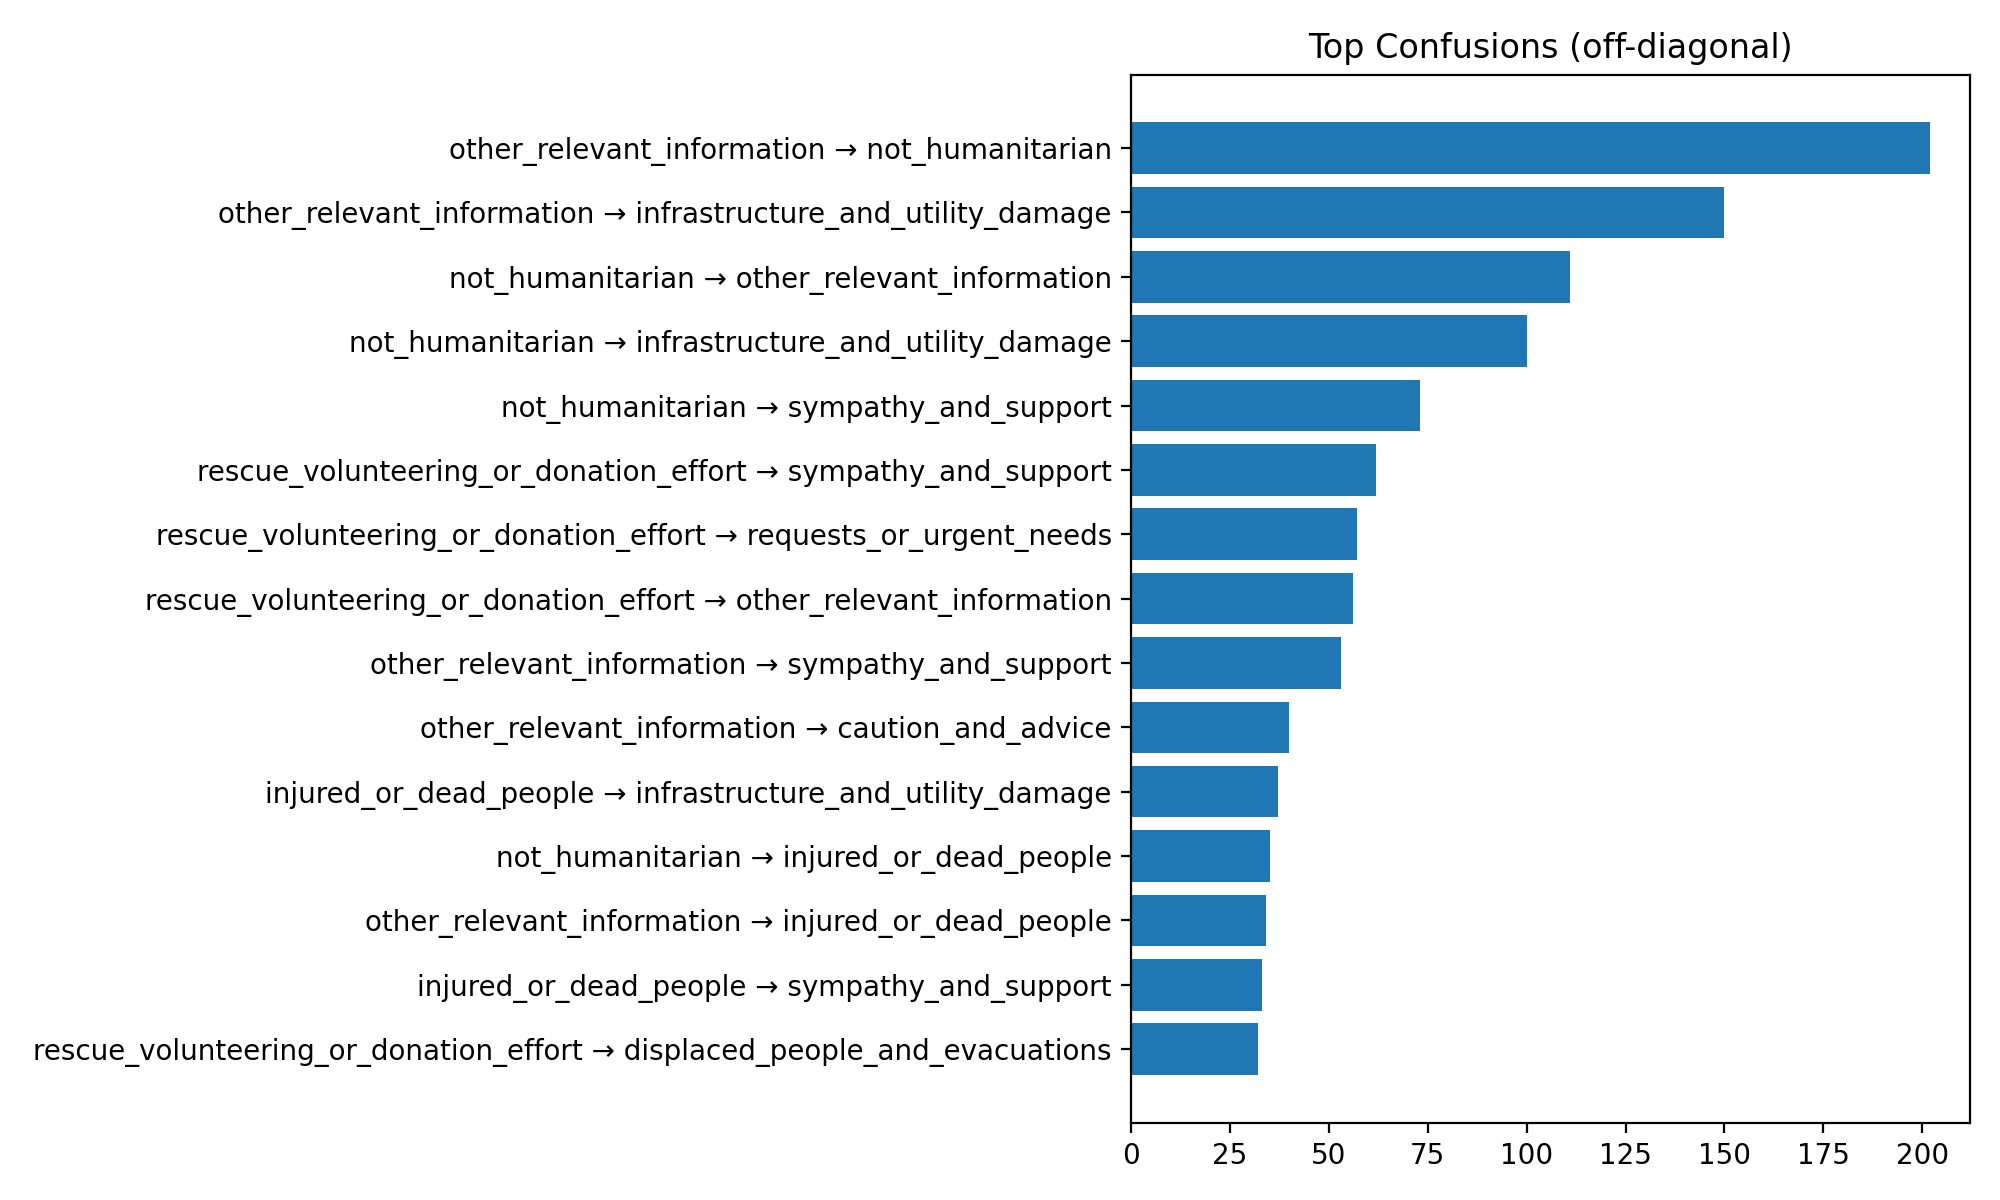 Top Confusions (off-diagonal)
other_relevant_information → not_humanitarian
other_relevant_information → infrastructure_and_utility_damage
not_humanitarian → other_relevant_information
not_humanitarian → infrastructure_and_utility_damage
not_humanitarian → sympathy_and_support
rescue_volunteering_or_donation_effort → sympathy_and_support
rescue_volunteering_or_donation_effort → requests_or_urgent_needs
rescue_volunteering_or_donation_effort → other_relevant_information
other_relevant_information → sympathy_and_support
other_relevant_information → caution_and_advice
injured_or_dead_people → infrastructure_and_utility_damage
not_humanitarian → injured_or_dead_people
other_relevant_information → injured_or_dead_people
injured_or_dead_people → sympathy_and_support
rescue_volunteering_or_donation_effort → displaced_people_and_evacuations
0 25 50 75 100 125 150 175 200